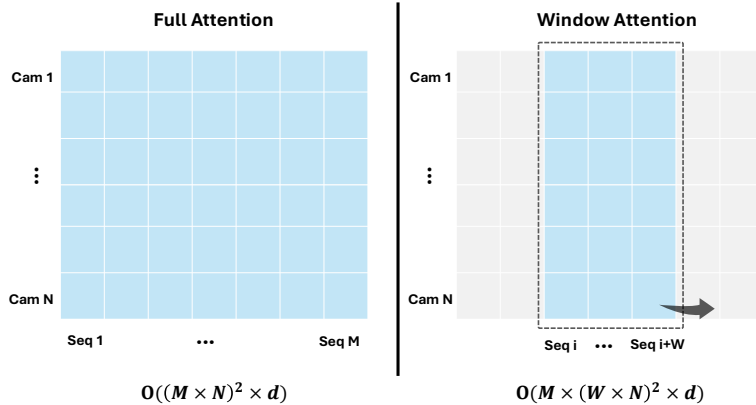 Full Attention
Cam 1
⋮
Cam N
Seq 1 ... Seq M
O((M × N)² × d)
Window Attention
Cam 1
⋮
Cam N
Seq i ... Seq i+W
O(M × (W × N)² × d)